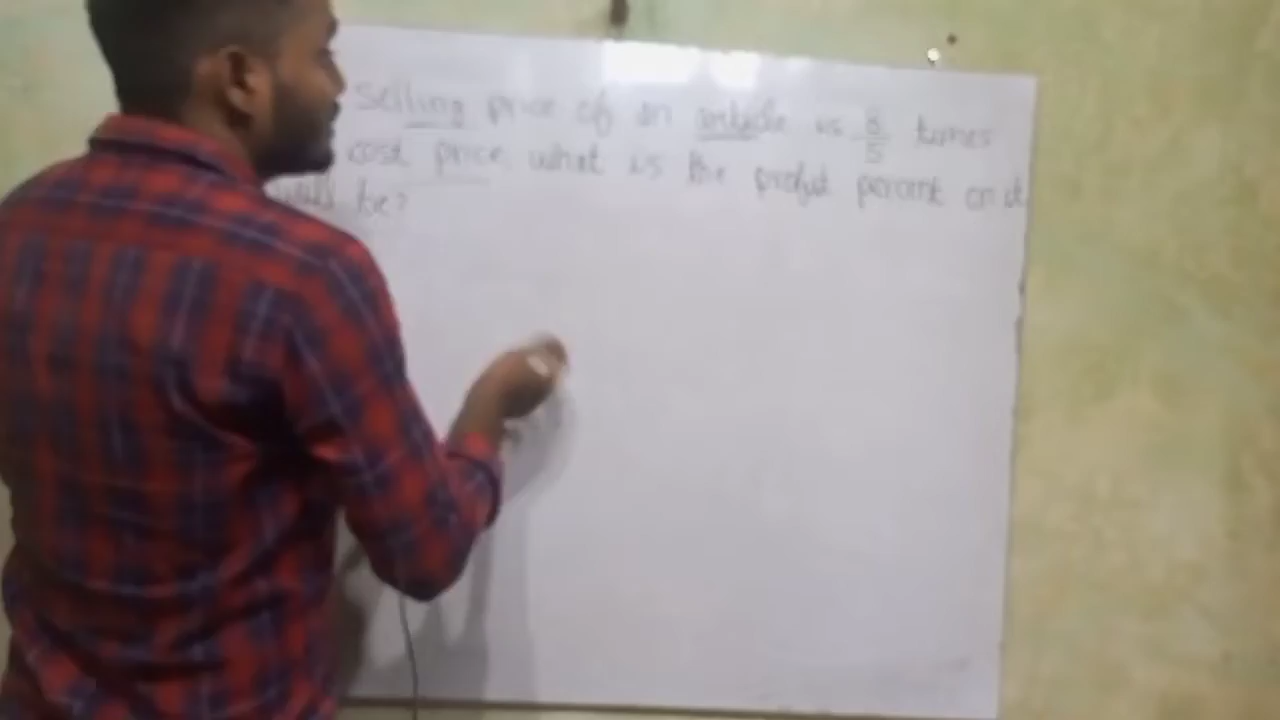 Selling price of an article is 8/5 times
cost price, what is the profit percent on it
will be?